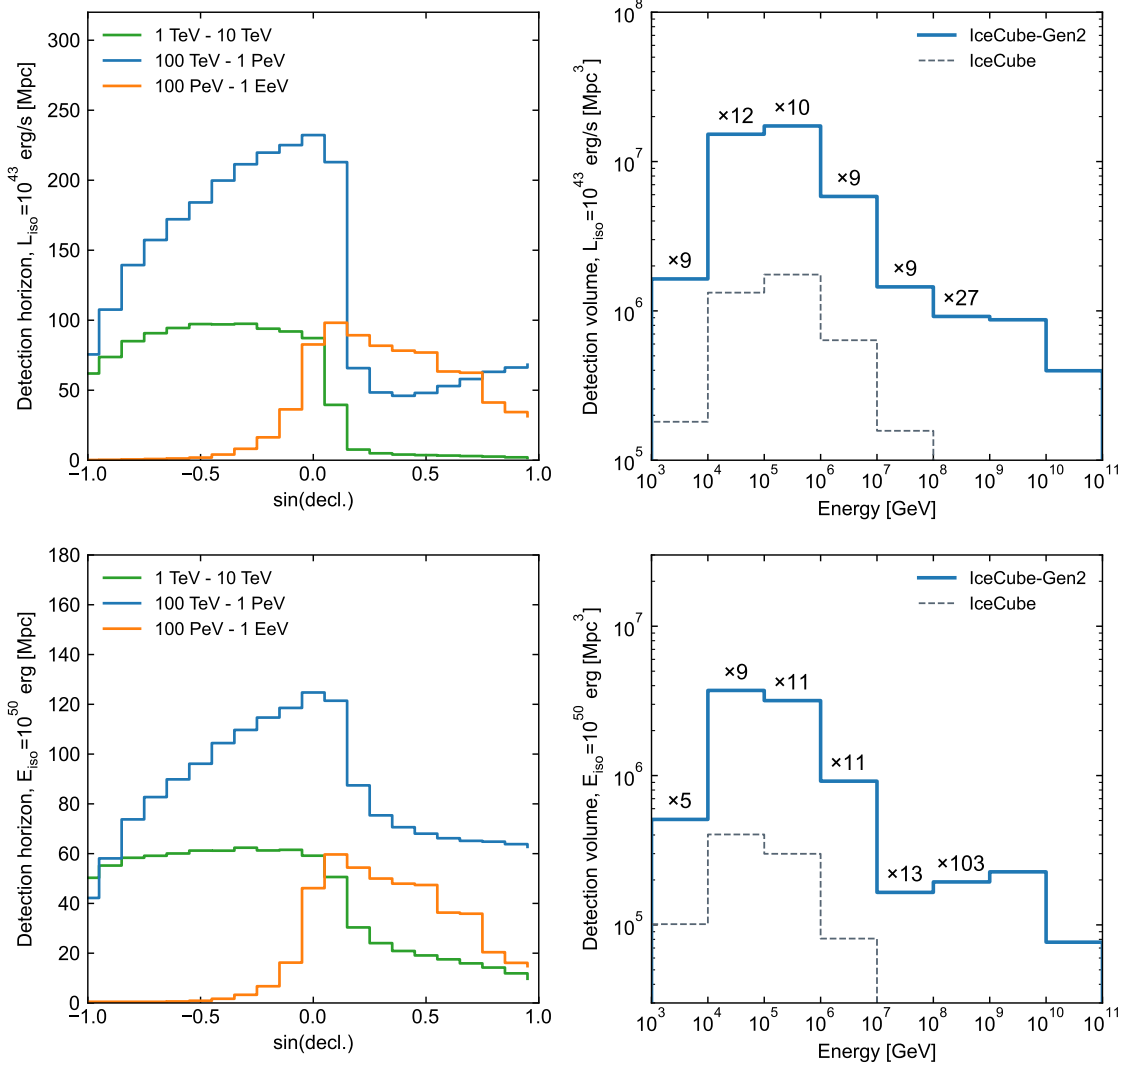 Detection horizon, L_iso=10^43 erg/s [Mpc]
300
250
200
150
100
50
0
1 TeV - 10 TeV
100 TeV - 1 PeV
100 PeV - 1 EeV
−1.0 −0.5 0.0 0.5 1.0
sin(decl.)
Detection volume, L_iso=10^43 erg/s [Mpc^3]
10^8
10^7
10^6
10^5
IceCube-Gen2
IceCube
×9 ×12 ×10 ×9 ×9 ×27
10^3 10^4 10^5 10^6 10^7 10^8 10^9 10^10 10^11
Energy [GeV]
Detection horizon, E_iso=10^50 erg [Mpc]
180
160
140
120
100
80
60
40
20
0
1 TeV - 10 TeV
100 TeV - 1 PeV
100 PeV - 1 EeV
−1.0 −0.5 0.0 0.5 1.0
sin(decl.)
Detection volume, E_iso=10^50 erg [Mpc^3]
10^7
10^6
10^5
IceCube-Gen2
IceCube
×5 ×9 ×11 ×11 ×13 ×103
10^3 10^4 10^5 10^6 10^7 10^8 10^9 10^10 10^11
Energy [GeV]